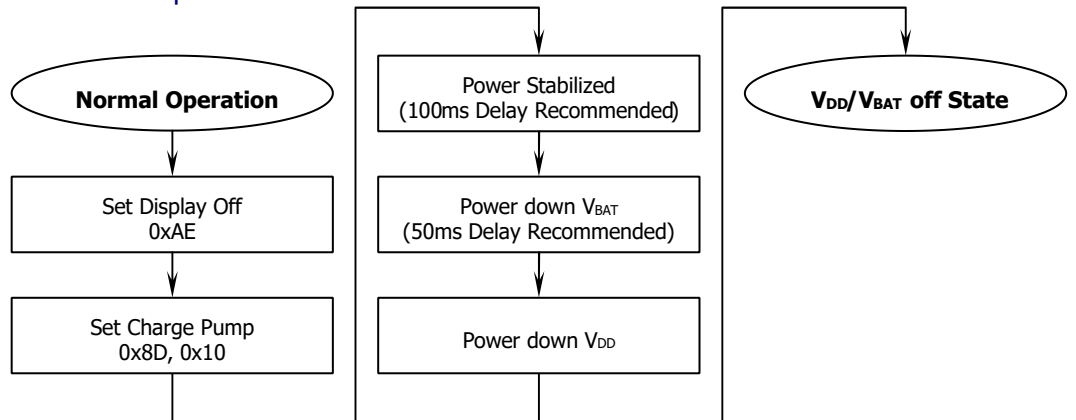 Normal Operation
Set Display Off
0xAE
Set Charge Pump
0x8D, 0x10
Power Stabilized
(100ms Delay Recommended)
Power down VBAT
(50ms Delay Recommended)
Power down VDD
VDD/VBAT off State